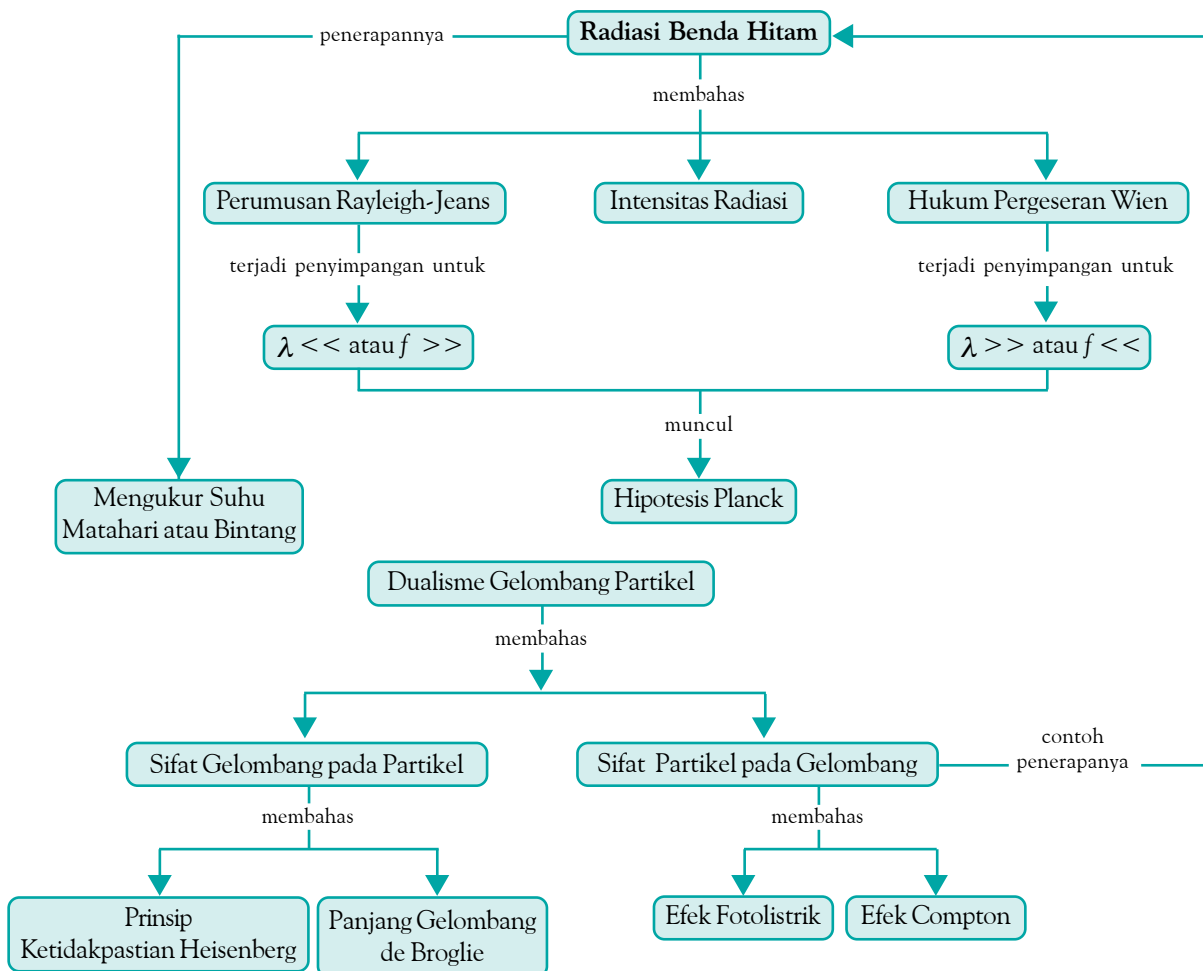 penerapannya
Radiasi Benda Hitam
membahas
Perumusan Rayleigh-Jeans
Intensitas Radiasi
Hukum Pergeseran Wien
terjadi penyimpangan untuk
terjadi penyimpangan untuk
λ << atau f >>
λ >> atau f <<
muncul
Mengukur Suhu
Matahari atau Bintang
Hipotesis Planck
Dualisme Gelombang Partikel
membahas
Sifat Gelombang pada Partikel
Sifat Partikel pada Gelombang
contoh
penerapanya
membahas
membahas
Prinsip
Ketidakpastian Heisenberg
Panjang Gelombang
de Broglie
Efek Fotolistrik
Efek Compton